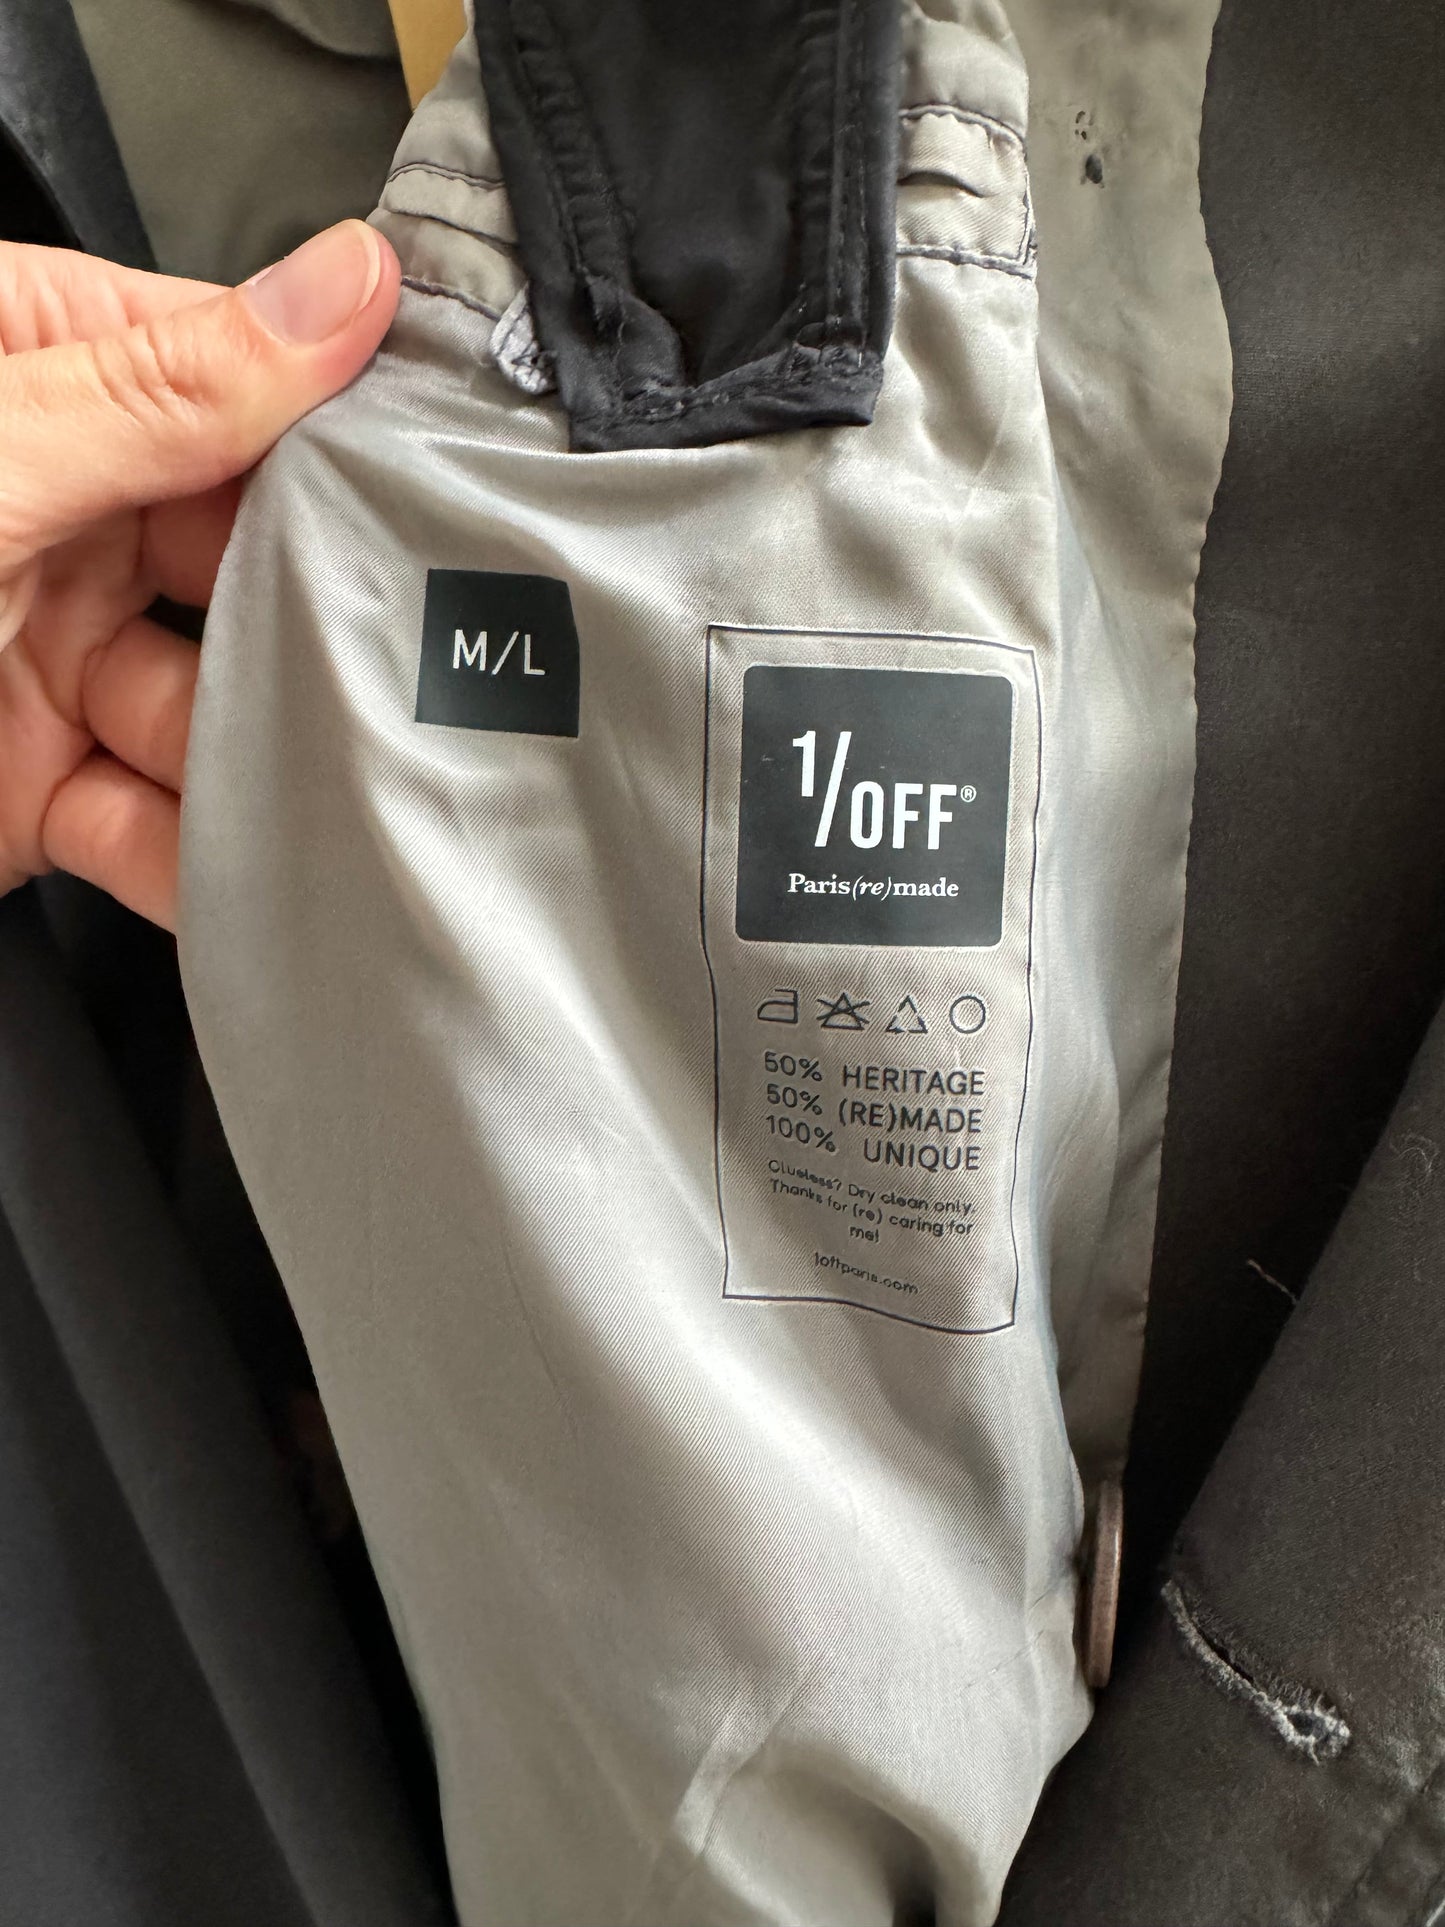 M/L
1/OFF®
Paris(re)made
50% HERITAGE
50% (RE)MADE
100% UNIQUE
Clueless? Dry clean only.
Thanks for (re) caring for
me!
1offparis.com